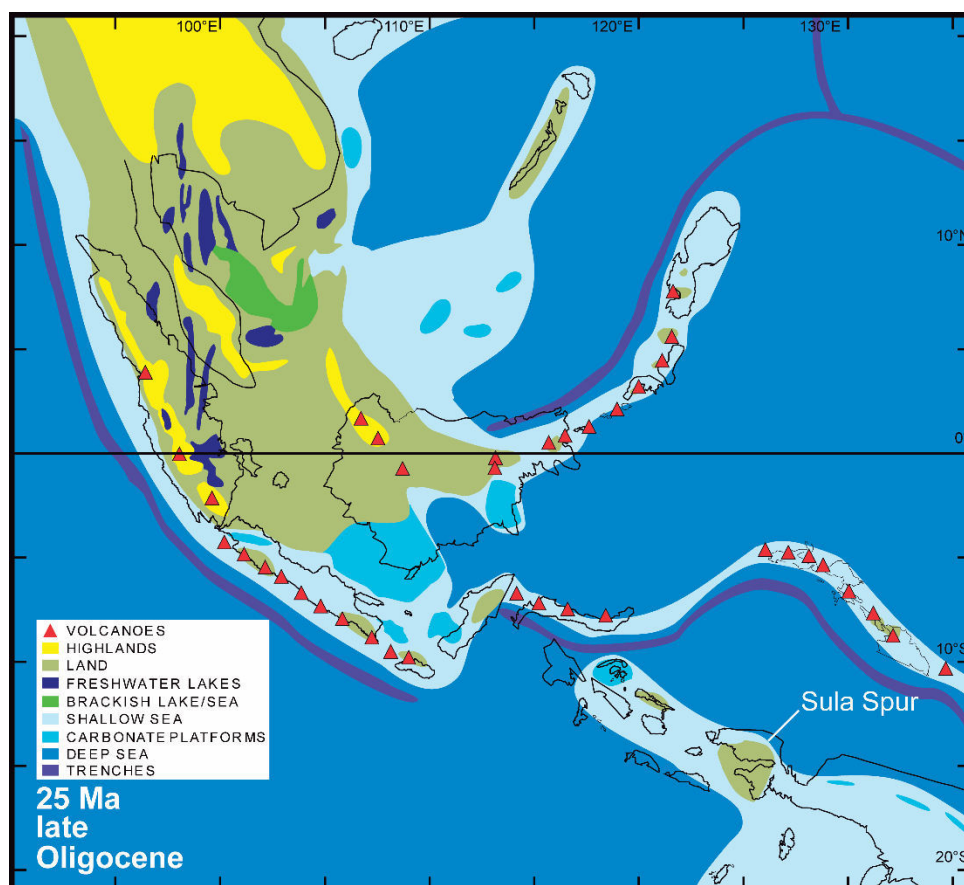 100°E
110°E
120°E
130°E
10°N
0
10°S
Sula Spur
20°S
VOLCANOES
HIGHLANDS
LAND
FRESHWATER LAKES
BRACKISH LAKE/SEA
SHALLOW SEA
CARBONATE PLATFORMS
DEEP SEA
TRENCHES
25 Ma
late
Oligocene